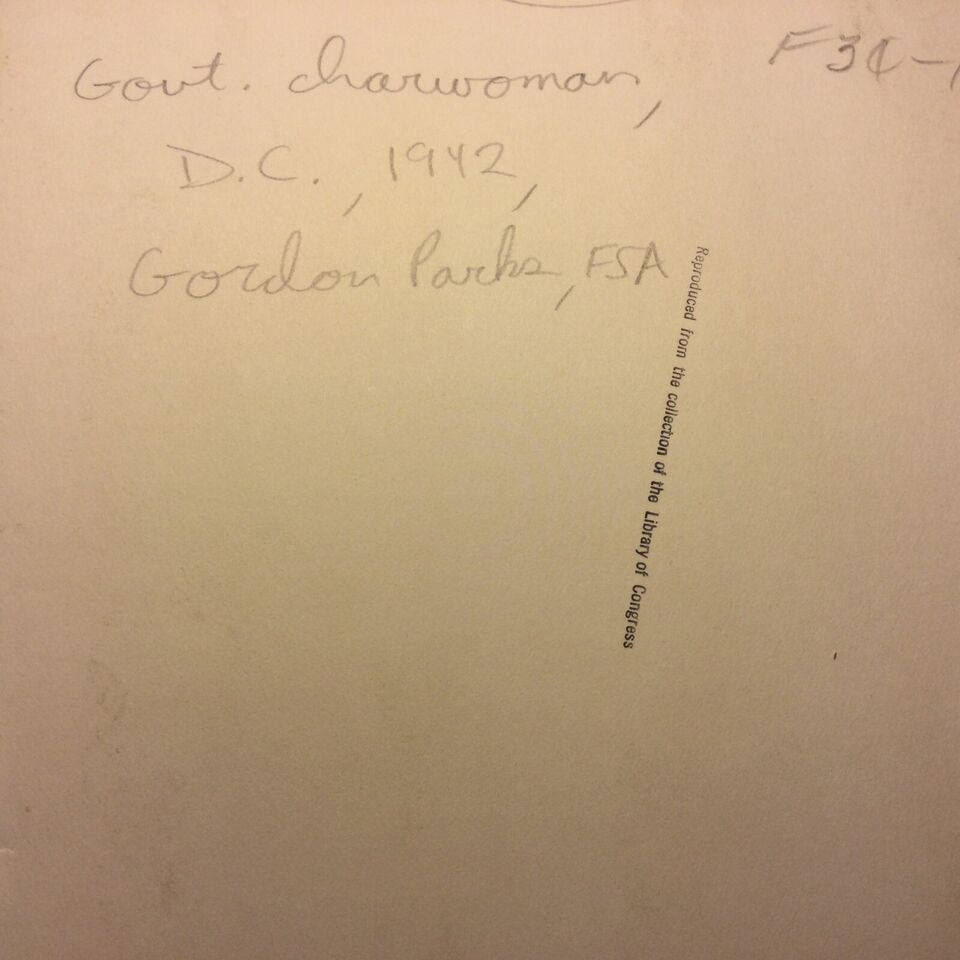 Govt. charwoman,
D.C., 1942,
Gordon Parks, FSA
Reproduced from the collection of the Library of Congress